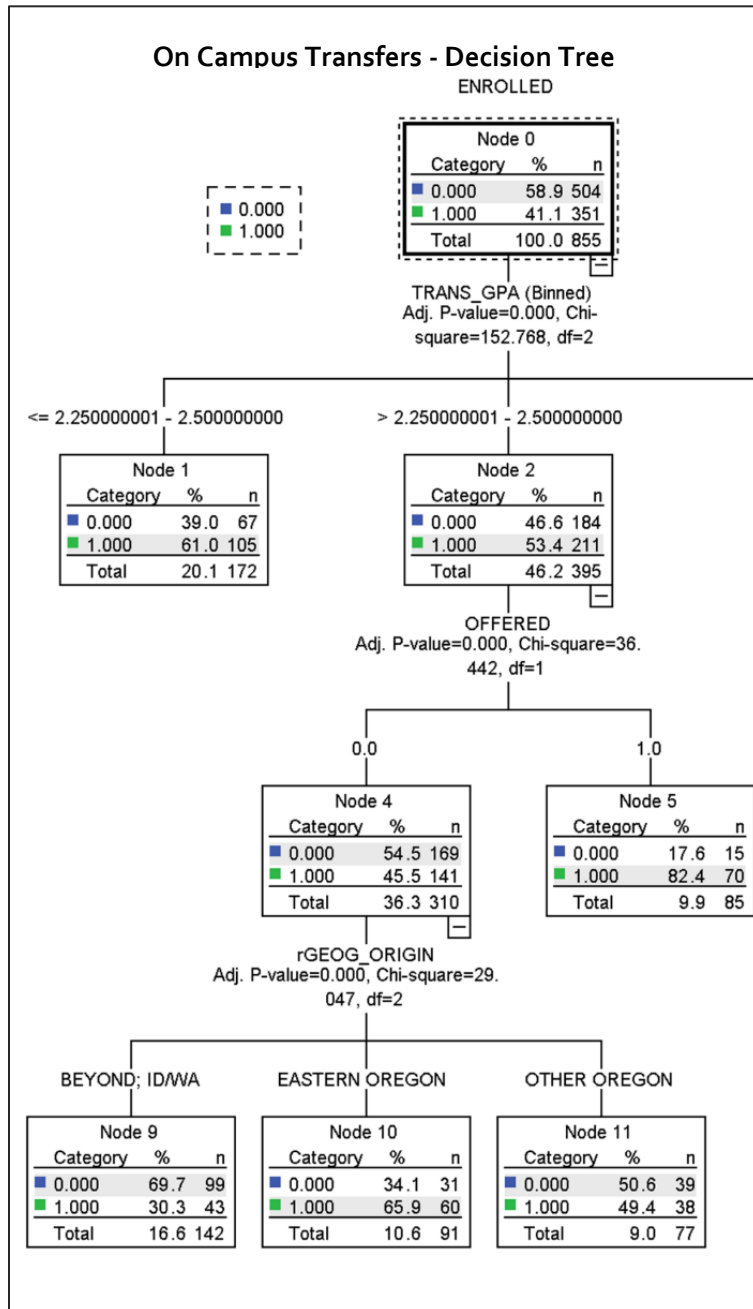 On Campus Transfers - Decision Tree
ENROLLED
Node 0
Category % n
0.000 58.9 504
1.000 41.1 351
Total 100.0 855
0.000
1.000
TRANS_GPA (Binned)
Adj. P-value=0.000, Chi-
square=152.768, df=2
<= 2.250000001 - 2.500000000
> 2.250000001 - 2.500000000
Node 1
Category % n
0.000 39.0 67
1.000 61.0 105
Total 20.1 172
Node 2
Category % n
0.000 46.6 184
1.000 53.4 211
Total 46.2 395
OFFERED
Adj. P-value=0.000, Chi-square=36.
442, df=1
0.0
1.0
Node 4
Category % n
0.000 54.5 169
1.000 45.5 141
Total 36.3 310
Node 5
Category % n
0.000 17.6 15
1.000 82.4 70
Total 9.9 85
rGEOG_ORIGIN
Adj. P-value=0.000, Chi-square=29.
047, df=2
BEYOND; ID/WA
EASTERN OREGON
OTHER OREGON
Node 9
Category % n
0.000 69.7 99
1.000 30.3 43
Total 16.6 142
Node 10
Category % n
0.000 34.1 31
1.000 65.9 60
Total 10.6 91
Node 11
Category % n
0.000 50.6 39
1.000 49.4 38
Total 9.0 77